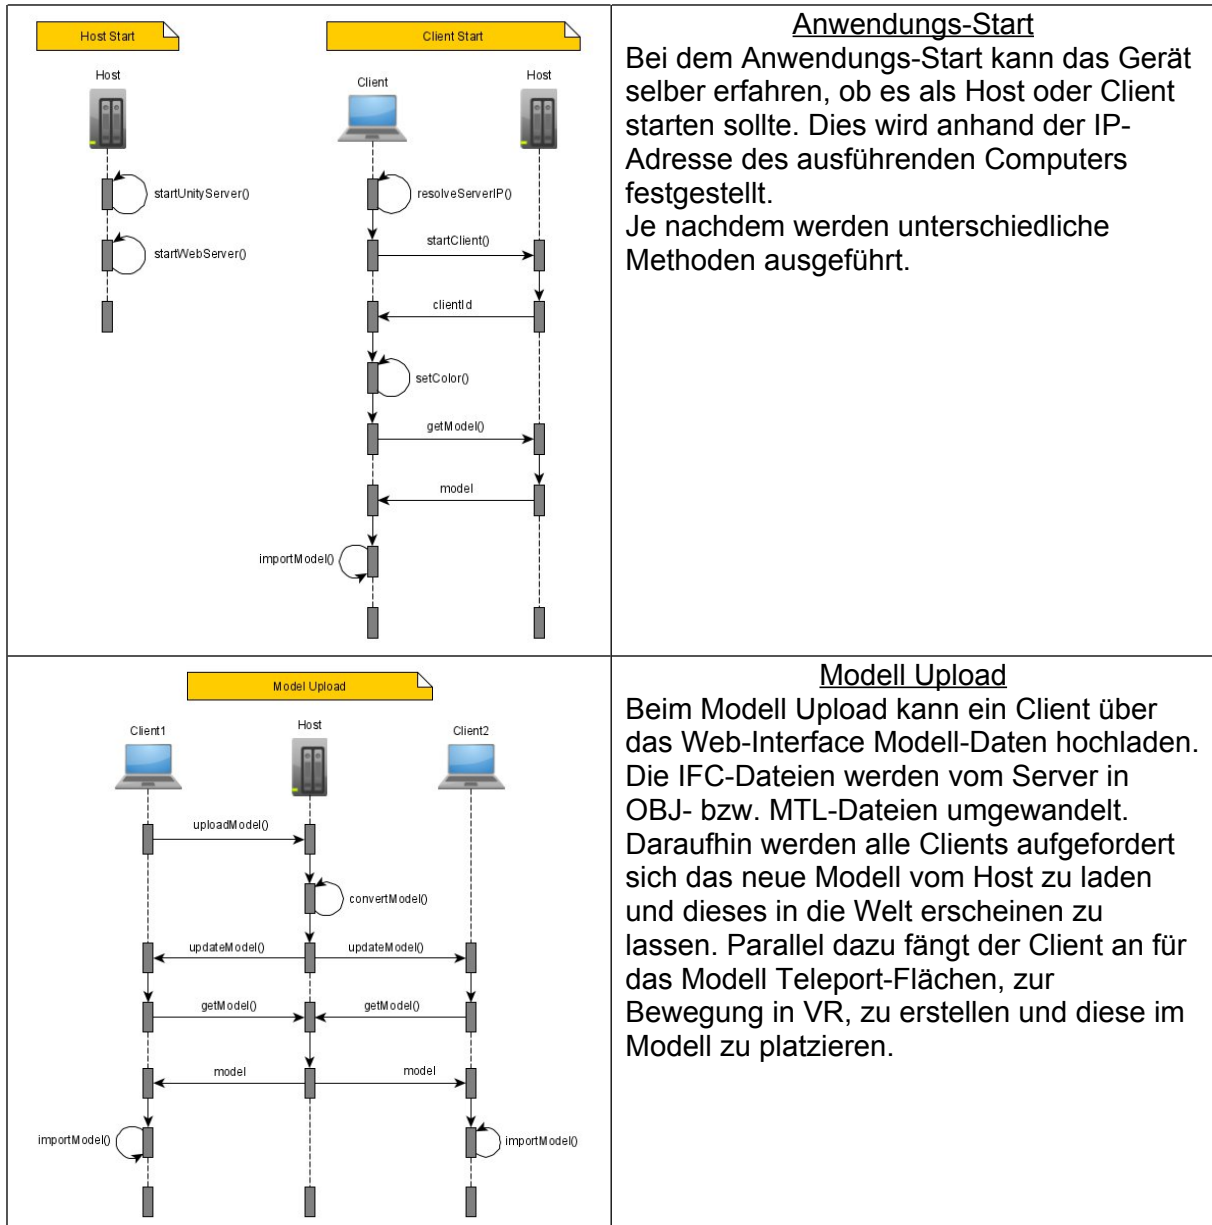 Host Start
Client Start
Host
Client
Host
startUnityServer()
resolveServerIP()
startWebServer()
startClient()
clientId
setColor()
getModel()
model
importModel()
Anwendungs-Start
Bei dem Anwendungs-Start kann das Gerät
selber erfahren, ob es als Host oder Client
starten sollte. Dies wird anhand der IP-
Adresse des ausführenden Computers
festgestellt.
Je nachdem werden unterschiedliche
Methoden ausgeführt.
Model Upload
Client1
Host
Client2
uploadModel()
convertModel()
updateModel()
updateModel()
getModel()
getModel()
model
model
importModel()
importModel()
Modell Upload
Beim Modell Upload kann ein Client über
das Web-Interface Modell-Daten hochladen.
Die IFC-Dateien werden vom Server in
OBJ- bzw. MTL-Dateien umgewandelt.
Daraufhin werden alle Clients aufgefordert
sich das neue Modell vom Host zu laden
und dieses in die Welt erscheinen zu
lassen. Parallel dazu fängt der Client an für
das Modell Teleport-Flächen, zur
Bewegung in VR, zu erstellen und diese im
Modell zu platzieren.